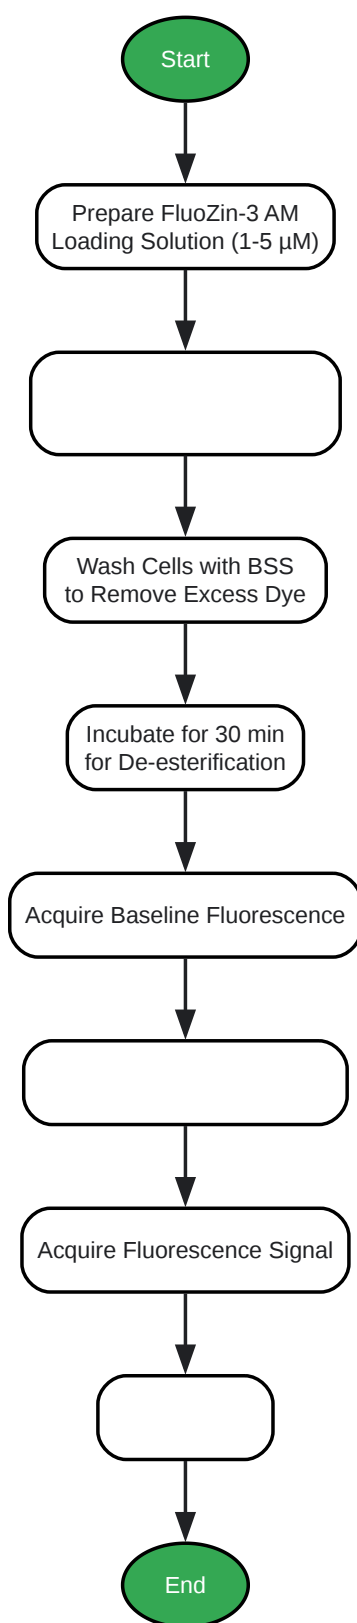 Start
Prepare FluoZin-3 AM
Loading Solution (1-5 µM)
Wash Cells with BSS
to Remove Excess Dye
Incubate for 30 min
for De-esterification
Acquire Baseline Fluorescence
Acquire Fluorescence Signal
End